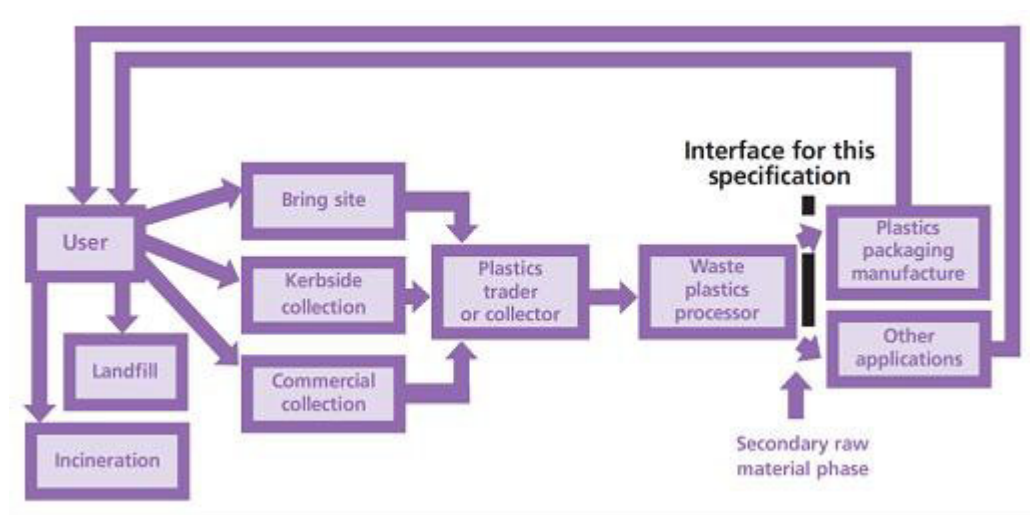 Interface for this
specification
Bring site
User
Kerbside
collection
Plastics
trader
or collector
Waste
plastics
processor
Plastics
packaging
manufacture
Other
applications
Landfill
Commercial
collection
Incineration
Secondary raw
material phase